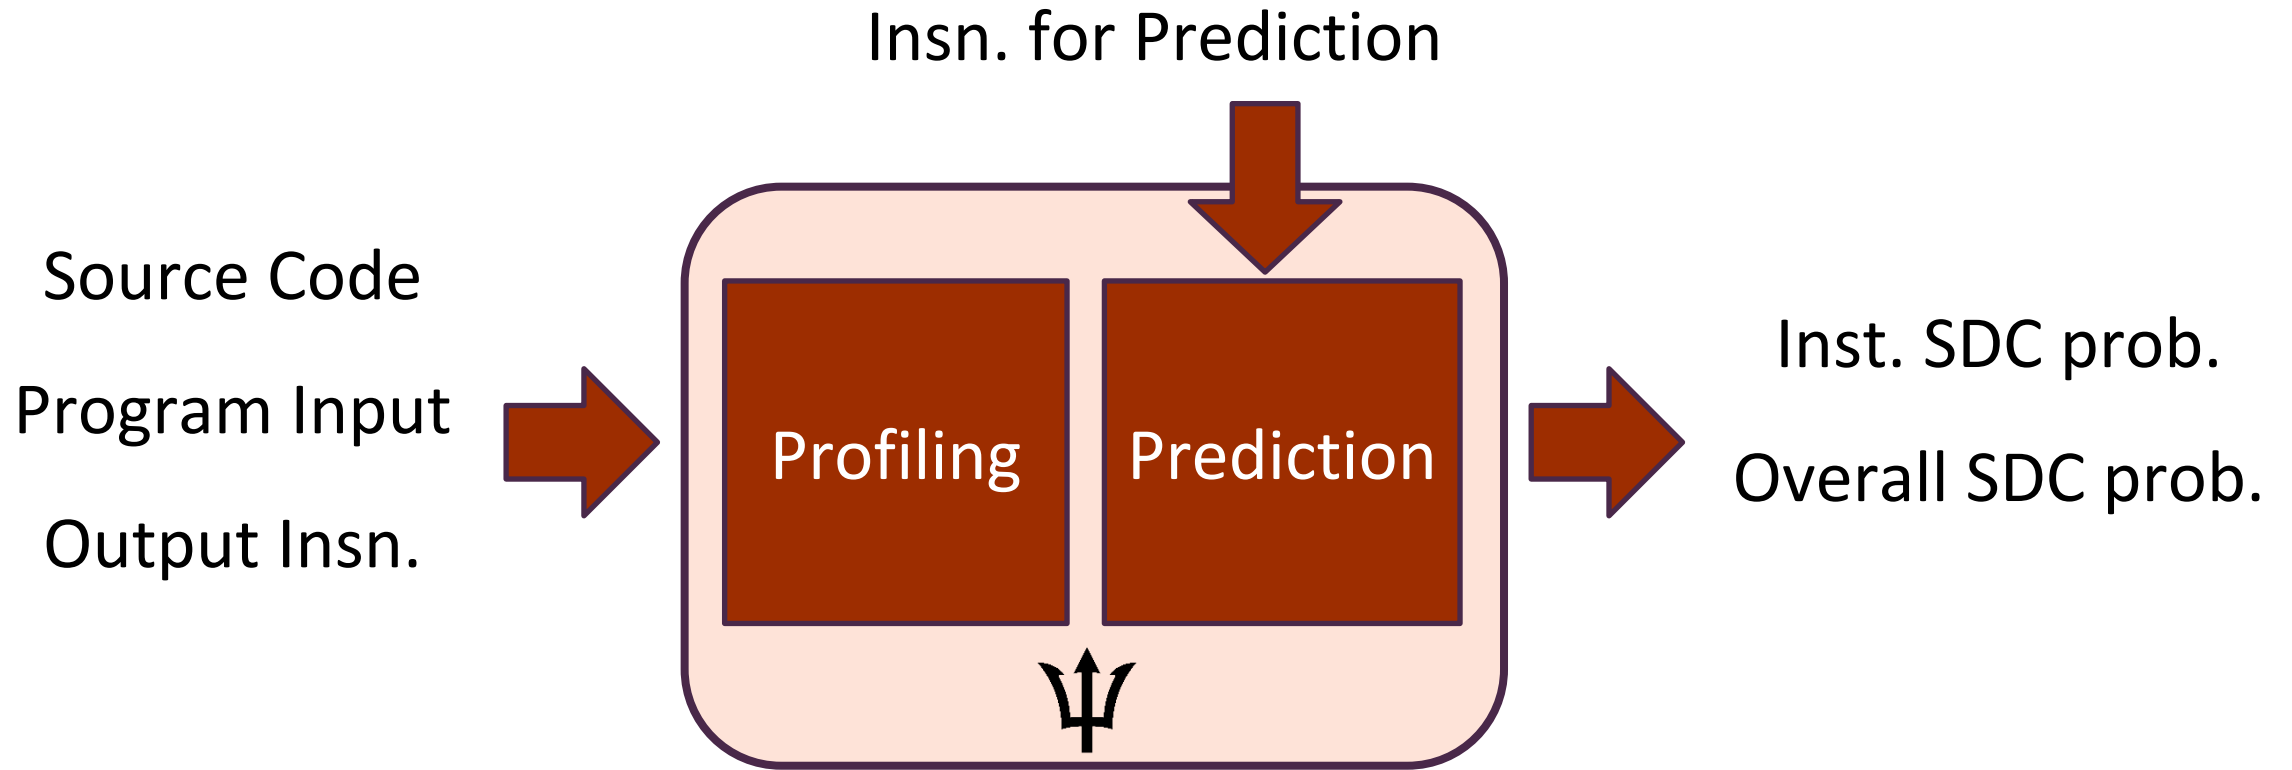 Insn. for Prediction
Source Code
Program Input
Output Insn.
Profiling
Prediction
Inst. SDC prob.
Overall SDC prob.